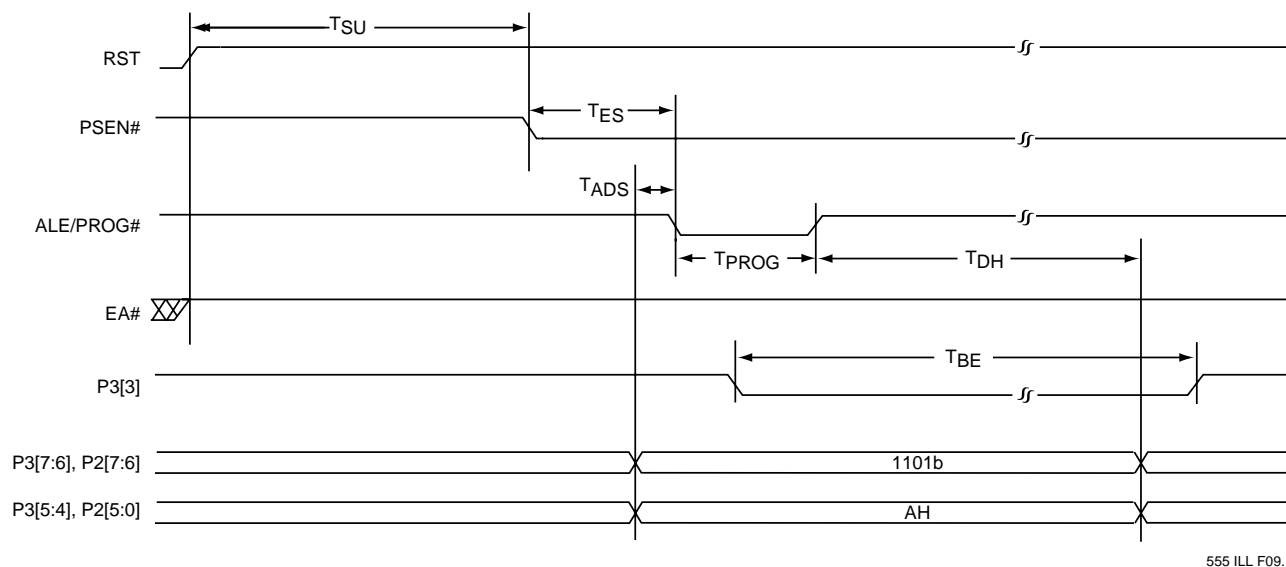 TSU
RST
TES
PSEN#
TADS
ALE/PROG#
TPROG
TDH
EA#
TBE
P3[3]
P3[7:6], P2[7:6]
1101b
P3[5:4], P2[5:0]
AH
555 ILL F09.